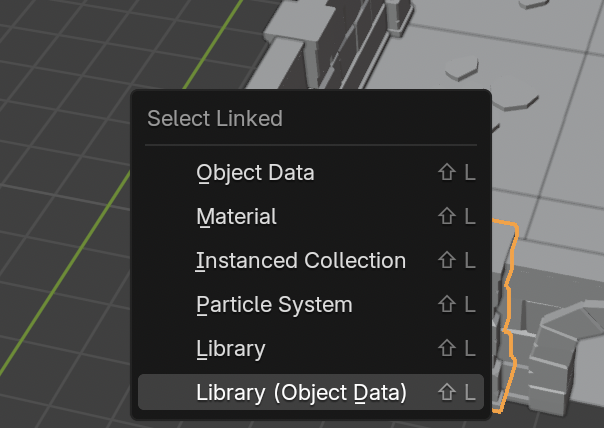 Select Linked
Object Data ⇧ L
Material ⇧ L
Instanced Collection ⇧ L
Particle System ⇧ L
Library ⇧ L
Library (Object Data) ⇧ L